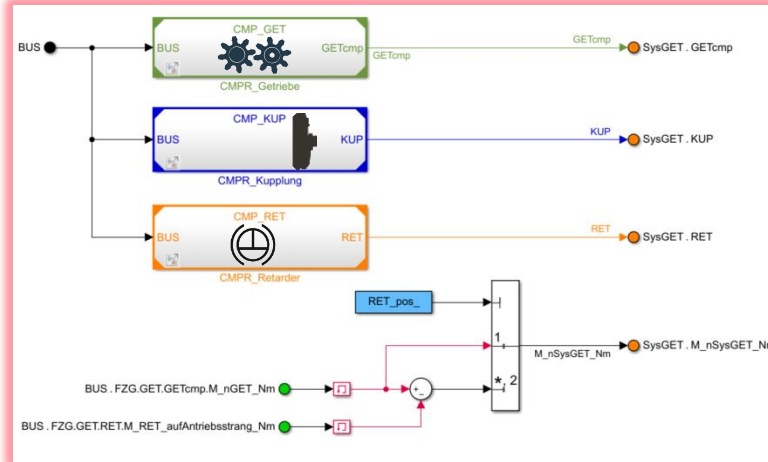 CMP_GET
GETcmp
BUS
BUS
GETcmp
GETcmp
SysGET . GETcmp
CMPR_Getriebe
CMP_KUP
KUP
BUS
KUP
SysGET . KUP
CMPR_Kupplung
CMP_RET
RET
BUS
RET
SysGET . RET
CMPR_Retarder
RET_pos_
1
M_nSysGET_Nm
SysGET . M_nSysGET_N
*, 2
BUS . FZG.GET.GETcmp.M_nGET_Nm
+
-
BUS . FZG.GET.RET.M_RET_aufAntriebsstrang_Nm